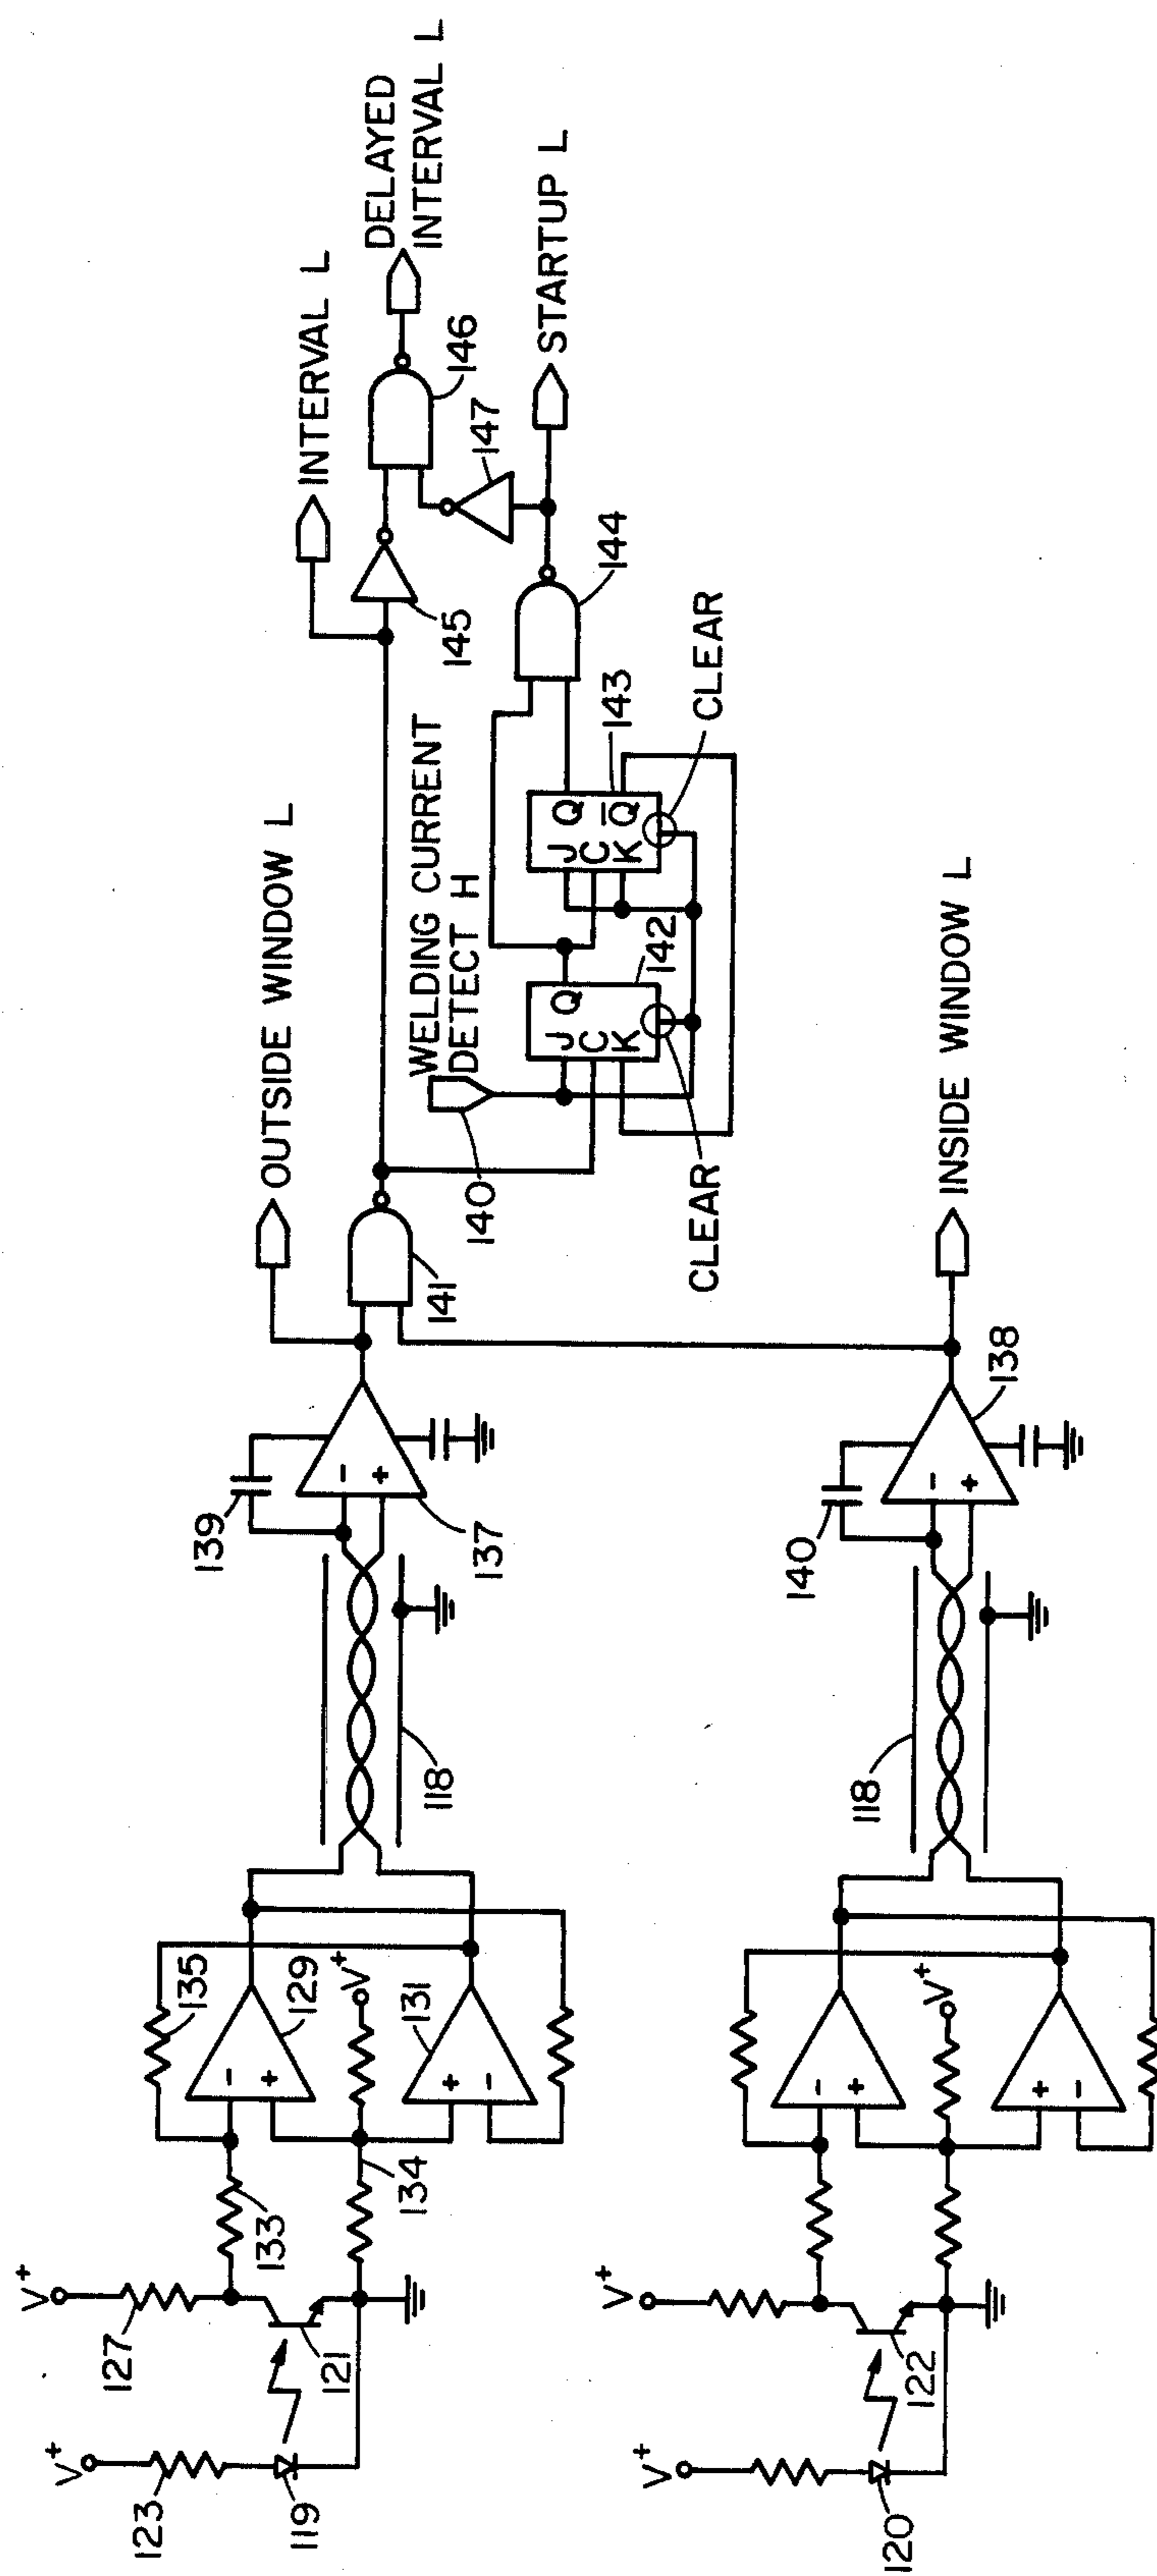 V+
123
119
V+
127
121
133
134
135
129
V+
131
118
139
137
OUTSIDE WINDOW L
141
140
WELDING CURRENT
DETECT H
J
C
K
Q
142
CLEAR
J
C
K
Q
Q̅
143
CLEAR
144
145
INTERVAL L
146
147
DELAYED
INTERVAL L
STARTUP L
V+
120
V+
122
V+
118
140
138
INSIDE WINDOW L
-
+
+
-
-
+
-
+
+
-
-
+